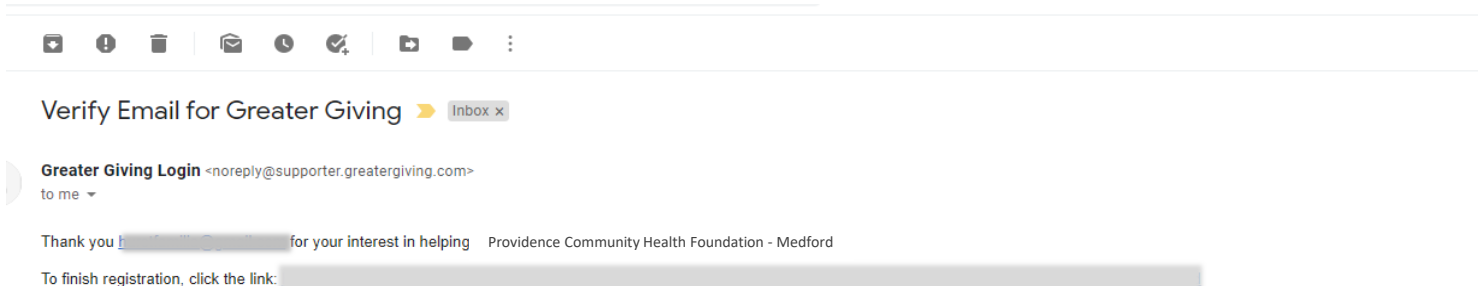 Verify Email for Greater Giving Inbox x
Greater Giving Login <noreply@supporter.greatergiving.com>
to me
Thank you for your interest in helping Providence Community Health Foundation - Medford
To finish registration, click the link: